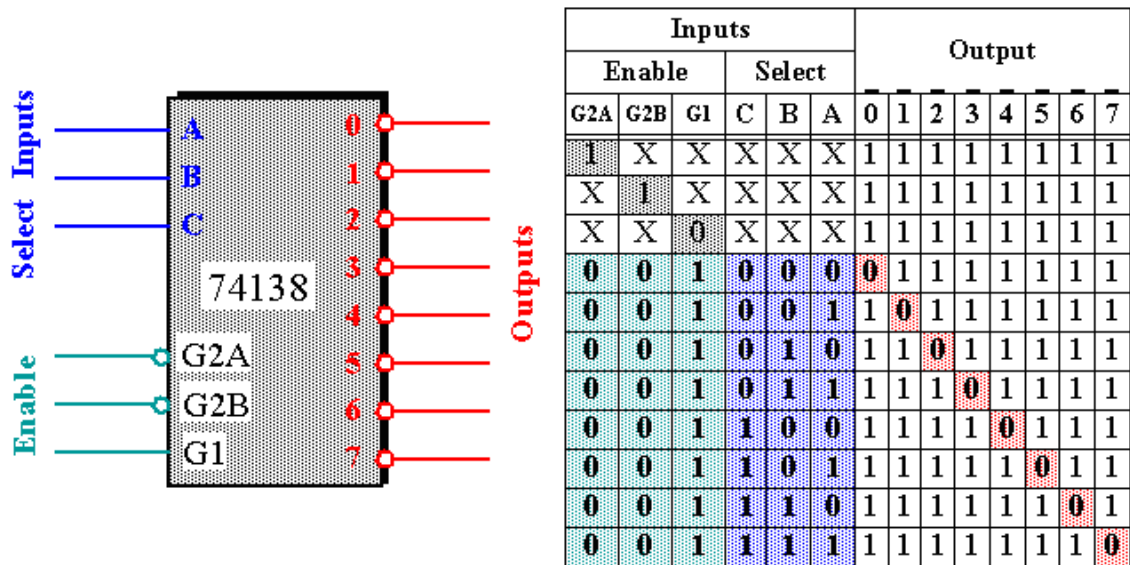 Select Inputs
Enable
A
B
C
74138
G2A
G2B
G1
0
1
2
3
4
5
6
7
Outputs
Inputs Output
Enable Select
G2A G2B G1 C B A 0 1 2 3 4 5 6 7
1 X X X X X 1 1 1 1 1 1 1 1
X 1 X X X X 1 1 1 1 1 1 1 1
X X 0 X X X 1 1 1 1 1 1 1 1
0 0 1 0 0 0 0 1 1 1 1 1 1 1
0 0 1 0 0 1 1 0 1 1 1 1 1 1
0 0 1 0 1 0 1 1 0 1 1 1 1 1
0 0 1 0 1 1 1 1 1 0 1 1 1 1
0 0 1 1 0 0 1 1 1 1 0 1 1 1
0 0 1 1 0 1 1 1 1 1 1 0 1 1
0 0 1 1 1 0 1 1 1 1 1 1 0 1
0 0 1 1 1 1 1 1 1 1 1 1 1 0